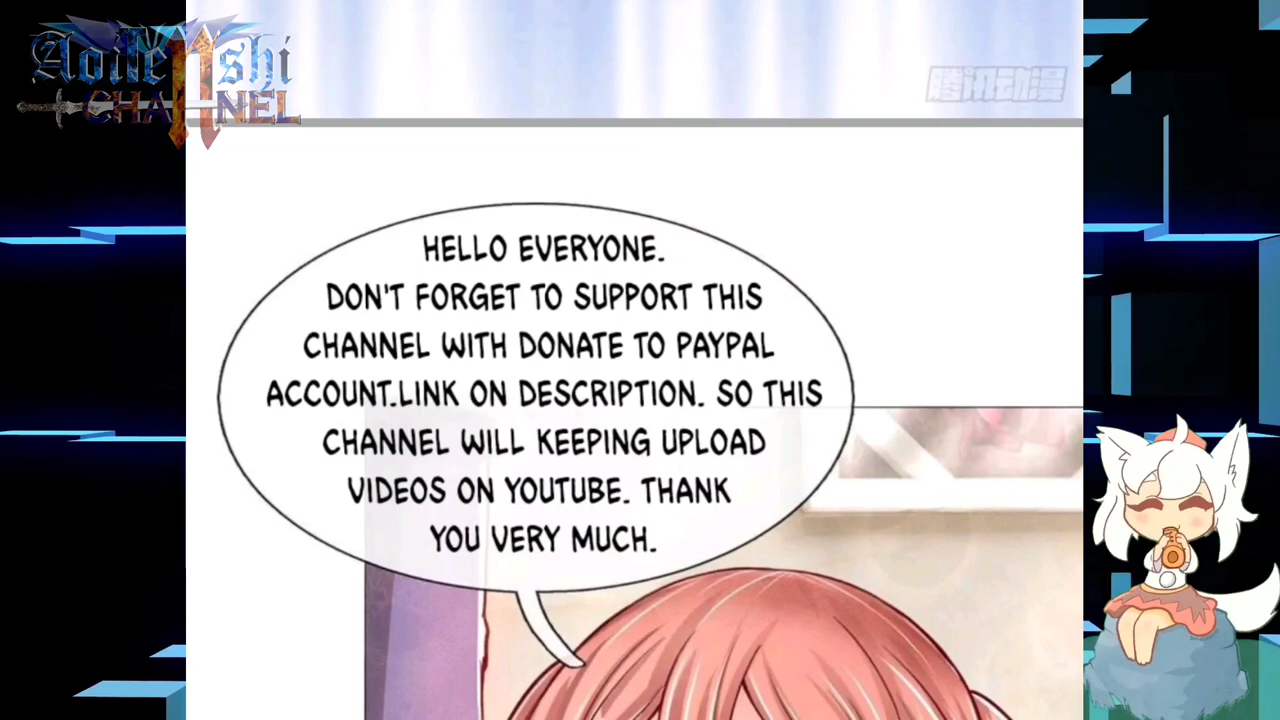 Aoilenshi
CHANNEL
腾讯动漫
HELLO EVERYONE.
DON'T FORGET TO SUPPORT THIS
CHANNEL WITH DONATE TO PAYPAL
ACCOUNT.LINK ON DESCRIPTION. SO THIS
CHANNEL WILL KEEPING UPLOAD
VIDEOS ON YOUTUBE. THANK
YOU VERY MUCH.